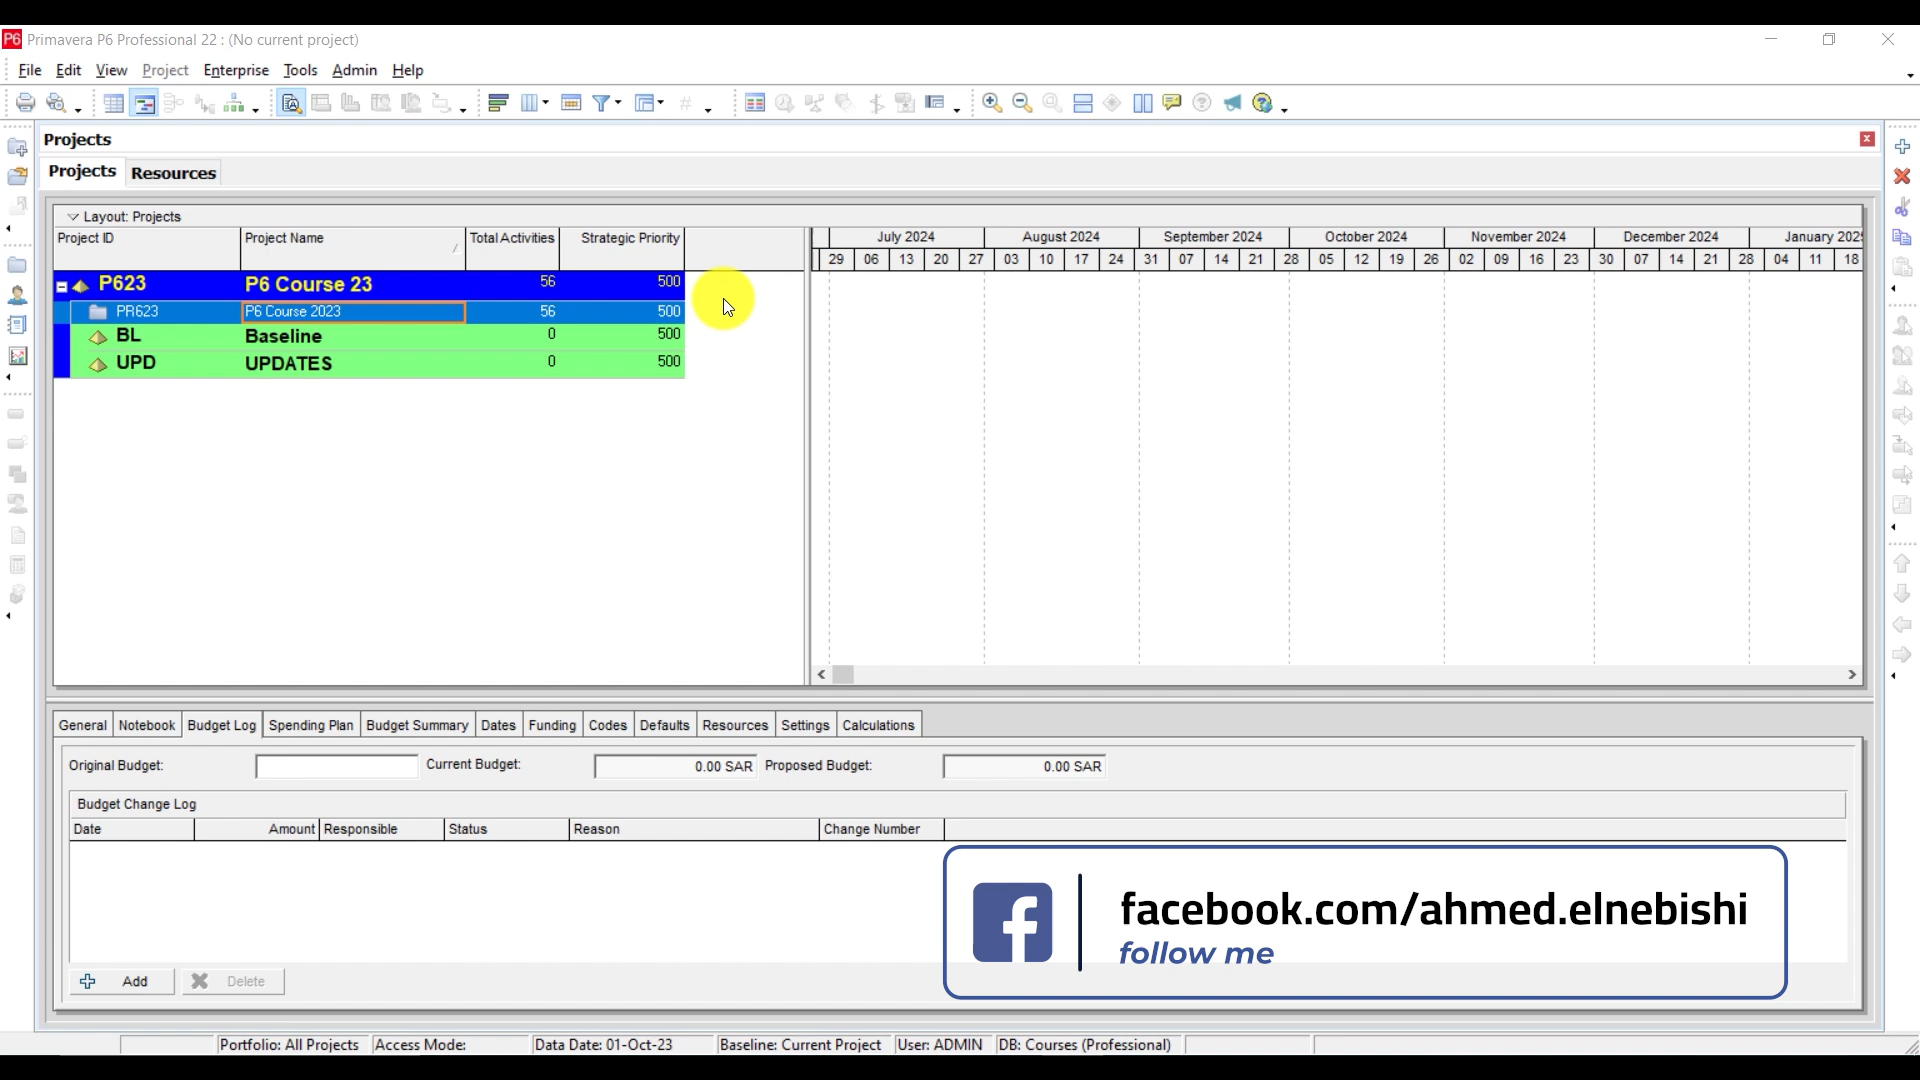 P6 Primavera P6 Professional 22 : (No current project)
File Edit View Project Enterprise Tools Admin Help
Projects
Projects Resources
Layout: Projects
Project ID Project Name Total Activities Strategic Priority
July 2024 August 2024 September 2024 October 2024 November 2024 December 2024 January 202
29 06 13 20 27 03 10 17 24 31 07 14 21 28 05 12 19 26 02 09 16 23 30 07 14 21 28 04 11 18
P623 P6 Course 23 56 500
PR623 P6 Course 2023 56 500
BL Baseline 0 500
UPD UPDATES 0 500
General Notebook Budget Log Spending Plan Budget Summary Dates Funding Codes Defaults Resources Settings Calculations
Original Budget: Current Budget: 0.00 SAR Proposed Budget: 0.00 SAR
Budget Change Log
Date Amount Responsible Status Reason Change Number
facebook.com/ahmed.elnebishi
follow me
Add Delete
Portfolio: All Projects Access Mode: Data Date: 01-Oct-23 Baseline: Current Project User: ADMIN DB: Courses (Professional)